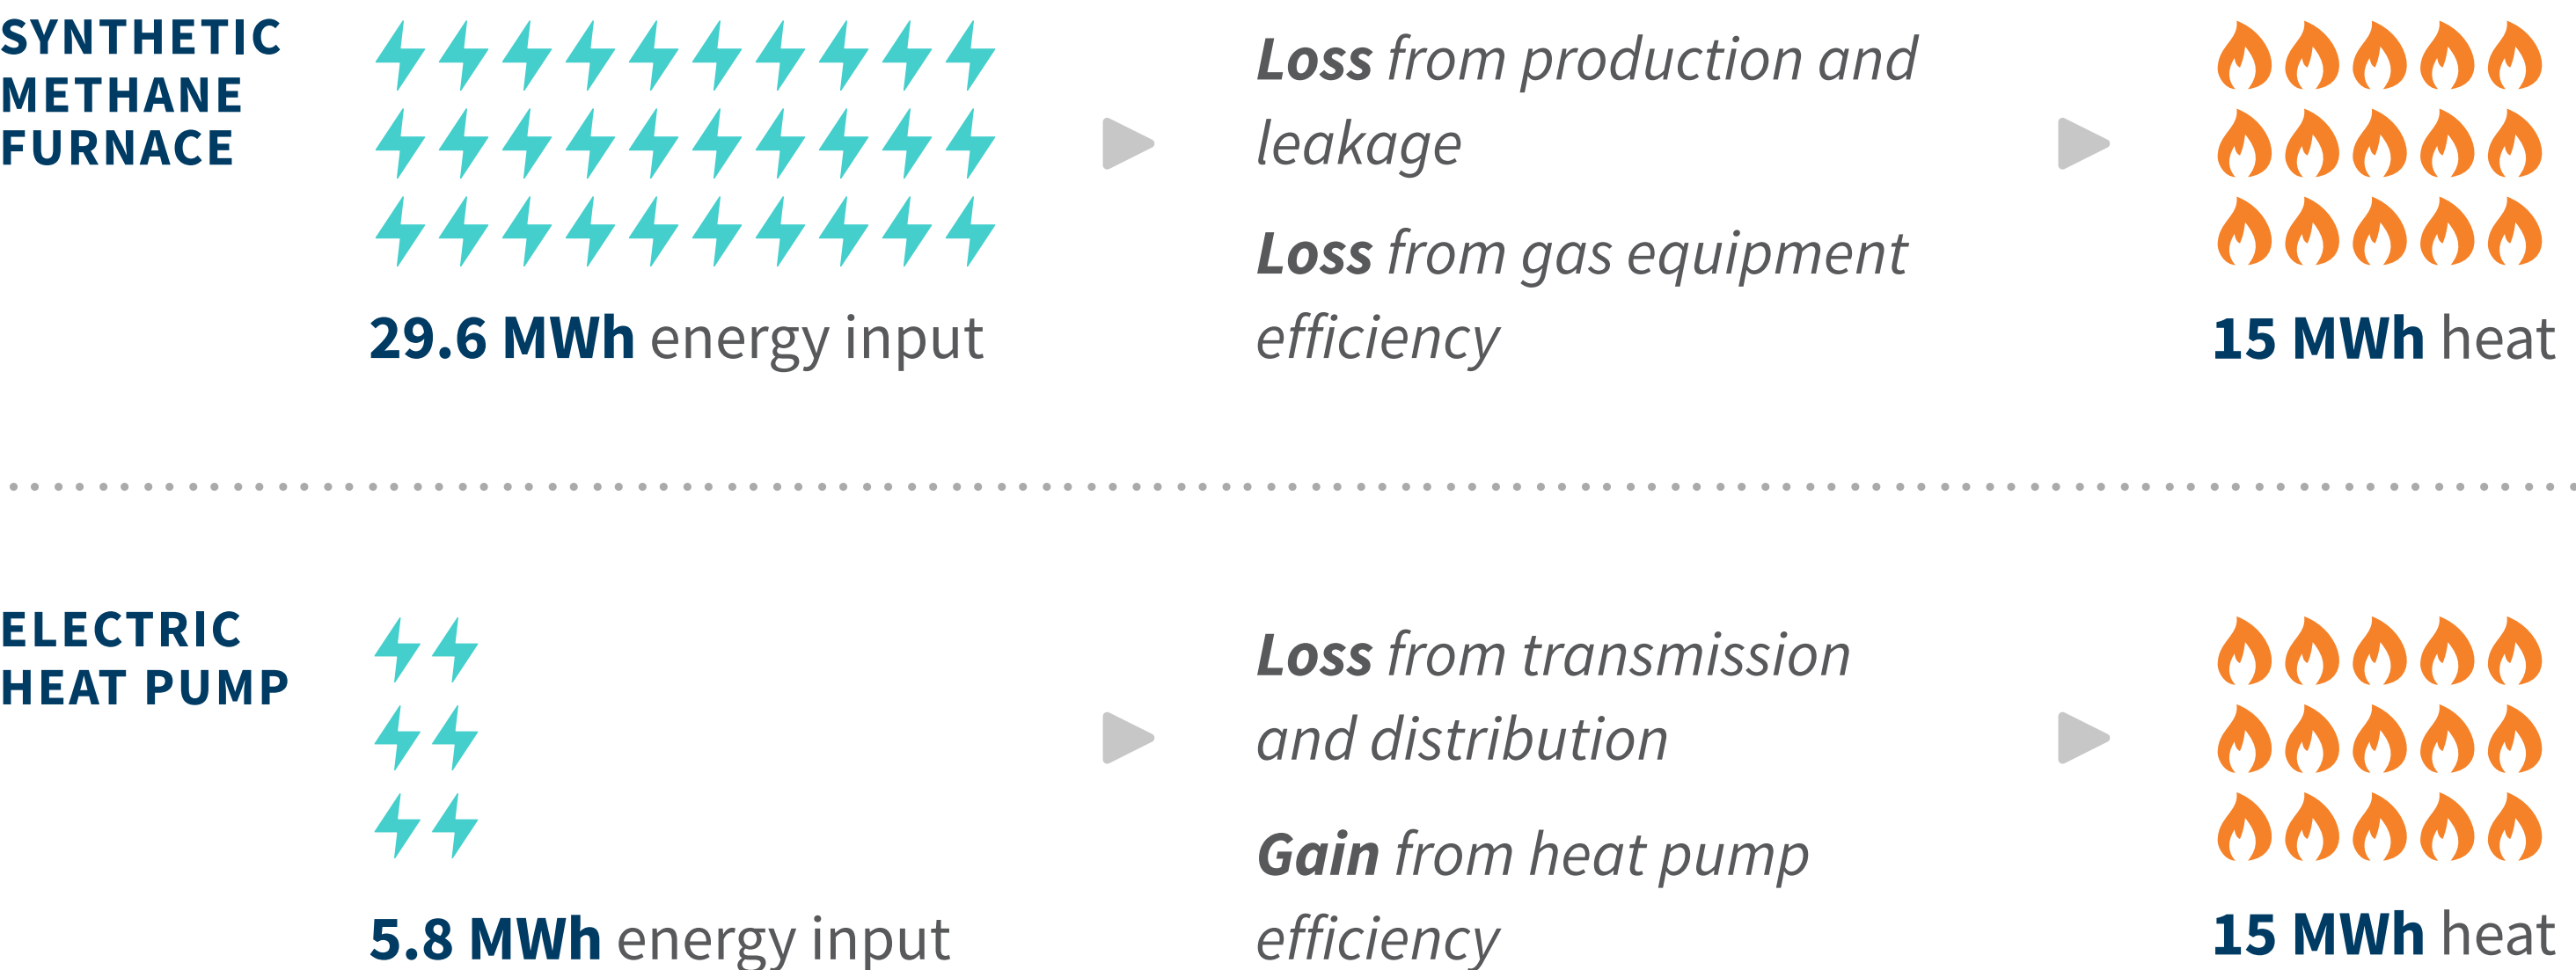 SYNTHETIC
METHANE
FURNACE
29.6 MWh energy input
Loss from production and
leakage
Loss from gas equipment
efficiency
15 MWh heat
ELECTRIC
HEAT PUMP
5.8 MWh energy input
Loss from transmission
and distribution
Gain from heat pump
efficiency
15 MWh heat